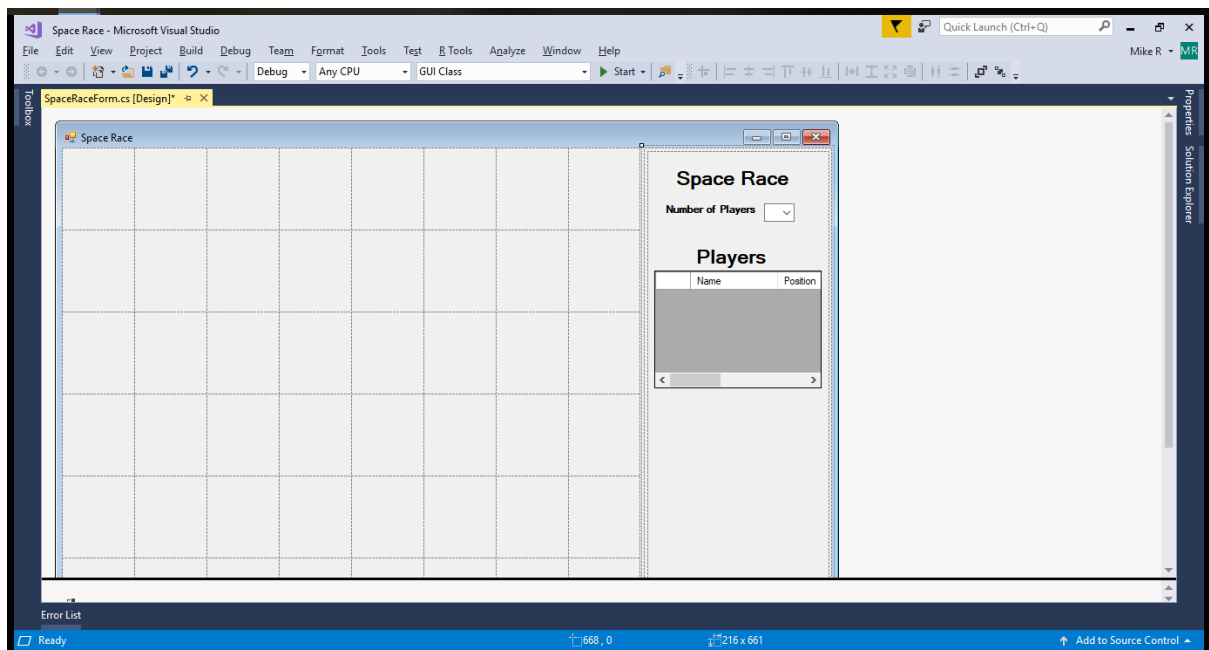 Space Race - Microsoft Visual Studio
Quick Launch (Ctrl+Q)
File Edit View Project Build Debug Team Format Tools Test R Tools Analyze Window Help
Mike R MR
Debug Any CPU GUI Class Start
Toolbox
SpaceRaceForm.cs [Design]*
Properties
Solution Explorer
Space Race
Space Race
Number of Players
Players
Name Position
Error List
Ready 668, 0 216 x 661 Add to Source Control